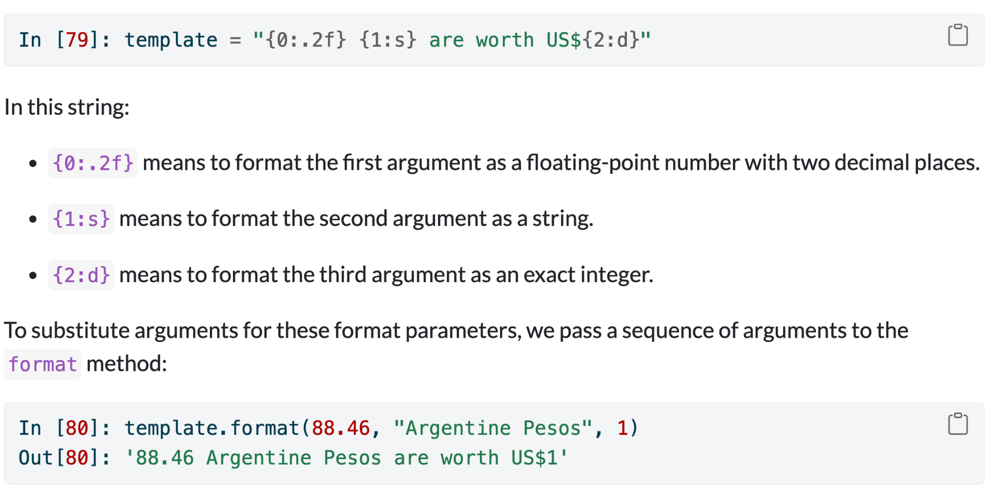 In [79]: template = "{0:.2f} {1:s} are worth US${2:d}"
In this string:
• {0:.2f} means to format the first argument as a floating-point number with two decimal places.
• {1:s} means to format the second argument as a string.
• {2:d} means to format the third argument as an exact integer.
To substitute arguments for these format parameters, we pass a sequence of arguments to the
format method:
In [80]: template.format(88.46, "Argentine Pesos", 1)
Out[80]: '88.46 Argentine Pesos are worth US$1'